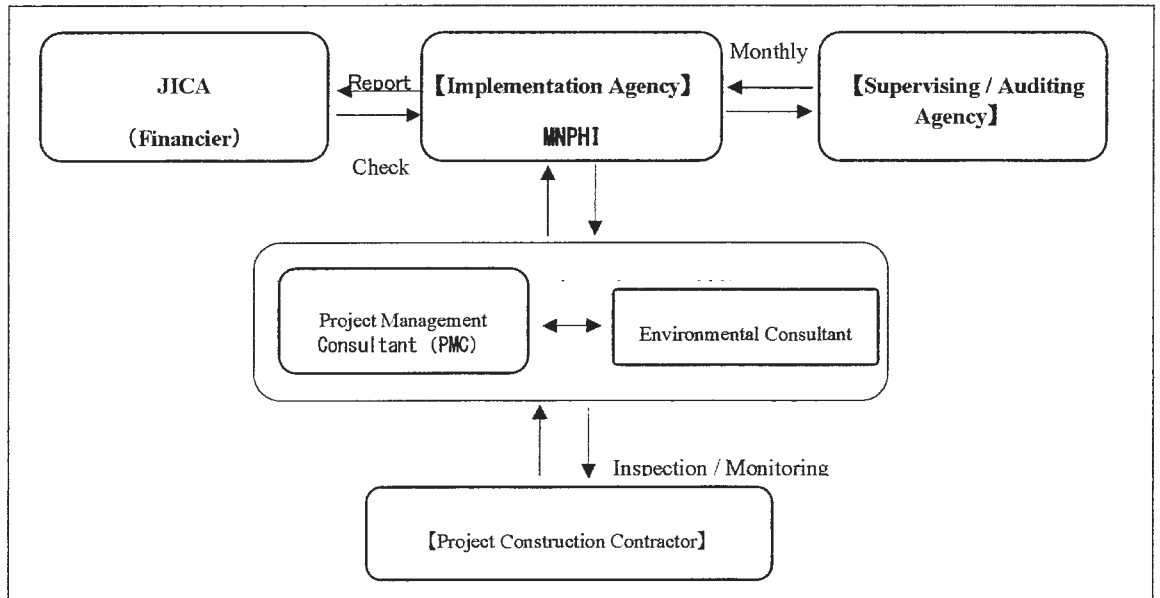 JICA
(Financier)
Report
Check
【Implementation Agency】
MNPHI
Monthly
【Supervising / Auditing
Agency】
Project Management
Consultant (PMC)
Environmental Consultant
Inspection / Monitoring
【Project Construction Contractor】